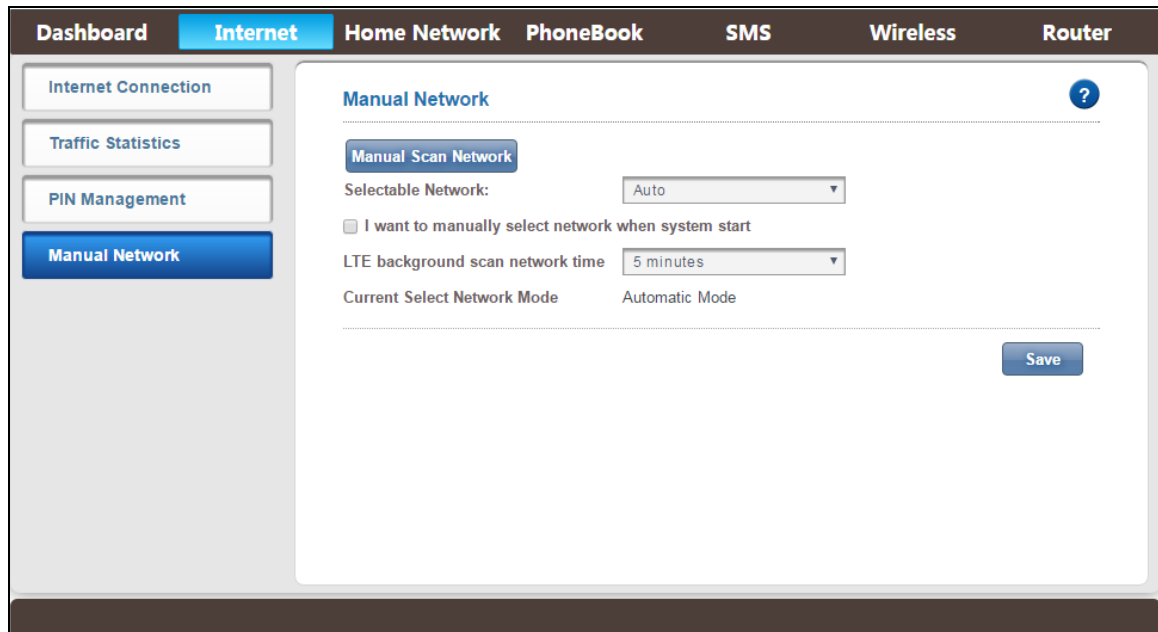 Dashboard Internet Home Network PhoneBook SMS Wireless Router
Internet Connection
Traffic Statistics
PIN Management
Manual Network
Manual Network ?
Manual Scan Network
Selectable Network: Auto
I want to manually select network when system start
LTE background scan network time 5 minutes
Current Select Network Mode Automatic Mode
Save